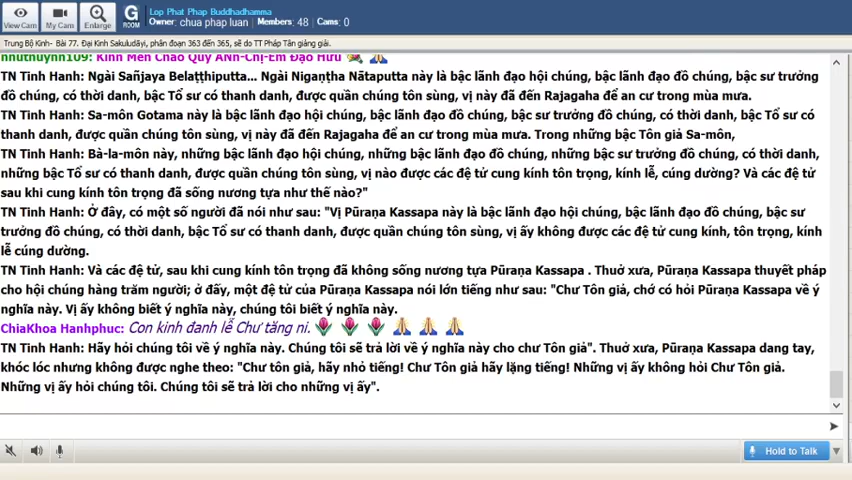 Lop Phat Phap Buddhadhamma
Owner: chua phap luan Members: 48 Cams: 0
View Cam My Cam Enlarge G ROOM
Trung Bộ Kinh- Bài 77. Đại Kinh Sakuludāyi, phân đoạn 363 đến 365, sẽ do TT Pháp Tân giảng giải.
nhuthuynh109: Kính Mến Chào Quý Anh-Chị-Em Đạo Hữu
TN Tinh Hanh: Ngài Sañjaya Belaṭṭhiputta... Ngài Nigaṇṭha Nātaputta này là bậc lãnh đạo hội chúng, bậc lãnh đạo đồ chúng, bậc sư trưởng
đồ chúng, có thời danh, bậc Tổ sư có thanh danh, được quần chúng tôn sùng, vị này đã đến Rajagaha để an cư trong mùa mưa.
TN Tinh Hanh: Sa-môn Gotama này là bậc lãnh đạo hội chúng, bậc lãnh đạo đồ chúng, bậc sư trưởng đồ chúng, có thời danh, bậc Tổ sư có
thanh danh, được quần chúng tôn sùng, vị này đã đến Rajagaha để an cư trong mùa mưa. Trong những bậc Tôn giả Sa-môn,
TN Tinh Hanh: Bà-la-môn này, những bậc lãnh đạo hội chúng, những bậc lãnh đạo đồ chúng, những bậc sư trưởng đồ chúng, có thời danh,
những bậc Tổ sư có thanh danh, được quần chúng tôn sùng, vị nào được các đệ tử cung kính tôn trọng, kính lễ, cúng dường? Và các đệ tử
sau khi cung kính tôn trọng đã sống nương tựa như thế nào?"
TN Tinh Hanh: Ở đây, có một số người đã nói như sau: "Vị Pūraṇa Kassapa này là bậc lãnh đạo hội chúng, bậc lãnh đạo đồ chúng, bậc sư
trưởng đồ chúng, có thời danh, bậc Tổ sư có thanh danh, được quần chúng tôn sùng, vị ấy không được các đệ tử cung kính, tôn trọng, kính
lễ cúng dường.
TN Tinh Hanh: Và các đệ tử, sau khi cung kính tôn trọng đã không sống nương tựa Pūraṇa Kassapa . Thuở xưa, Pūraṇa Kassapa thuyết pháp
cho hội chúng hàng trăm người; ở đấy, một đệ tử của Pūraṇa Kassapa nói lớn tiếng như sau: "Chư Tôn giả, chớ có hỏi Pūraṇa Kassapa về ý
nghĩa này. Vị ấy không biết ý nghĩa này, chúng tôi biết ý nghĩa này.
ChiaKhoa Hanhphuc: Con kinh đanh lễ Chư tăng ni.
TN Tinh Hanh: Hãy hỏi chúng tôi về ý nghĩa này. Chúng tôi sẽ trả lời về ý nghĩa này cho chư Tôn giả". Thuở xưa, Pūraṇa Kassapa dang tay,
khóc lóc nhưng không được nghe theo: "Chư tôn giả, hãy nhỏ tiếng! Chư Tôn giả hãy lặng tiếng! Những vị ấy không hỏi Chư Tôn giả.
Những vị ấy hỏi chúng tôi. Chúng tôi sẽ trả lời cho những vị ấy".
Hold to Talk